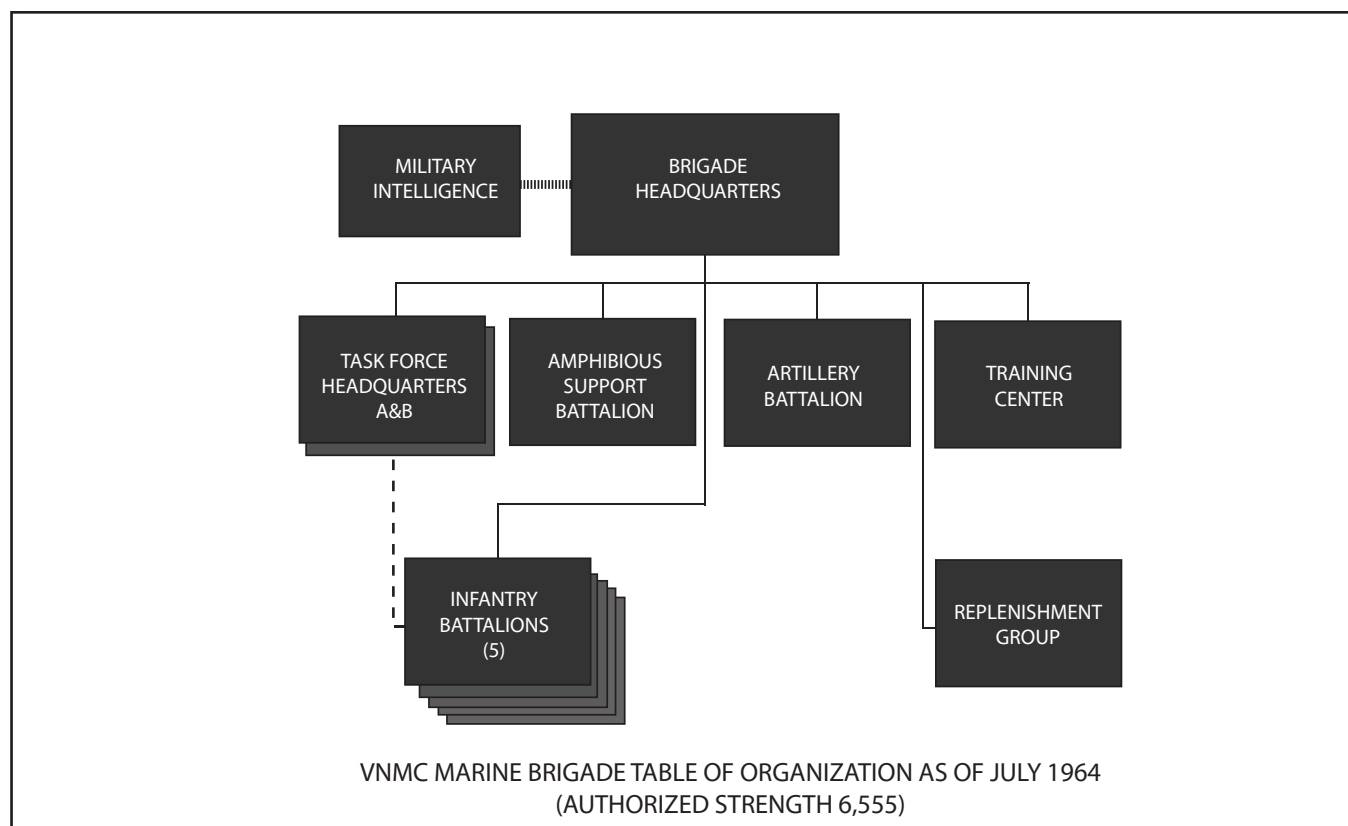 MILITARY
INTELLIGENCE
BRIGADE
HEADQUARTERS
TASK FORCE
HEADQUARTERS
A&B
AMPHIBIOUS
SUPPORT
BATTALION
ARTILLERY
BATTALION
TRAINING
CENTER
INFANTRY
BATTALIONS
(5)
REPLENISHMENT
GROUP
VNMC MARINE BRIGADE TABLE OF ORGANIZATION AS OF JULY 1964
(AUTHORIZED STRENGTH 6,555)